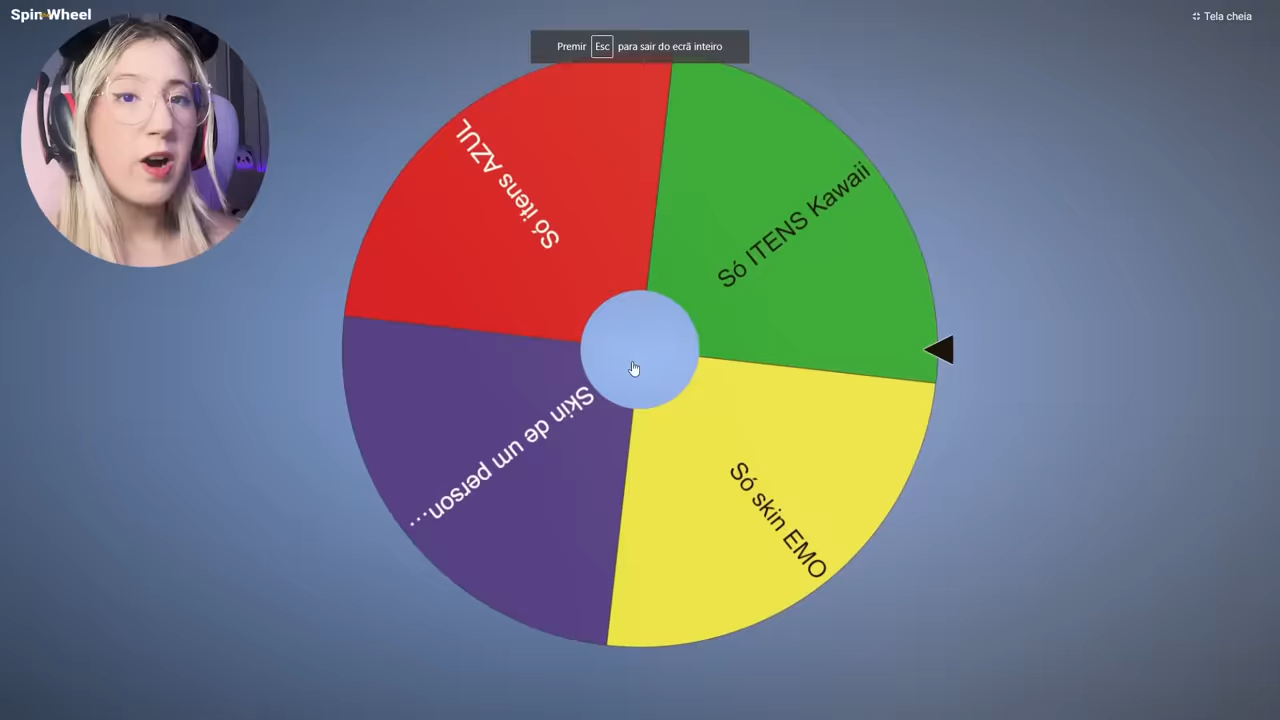 Spin the Wheel
Tela cheia
Premir Esc para sair do ecrã inteiro
Só itens AZUL
Só ITENS Kawaii
Skin de um person...
Só skin EMO